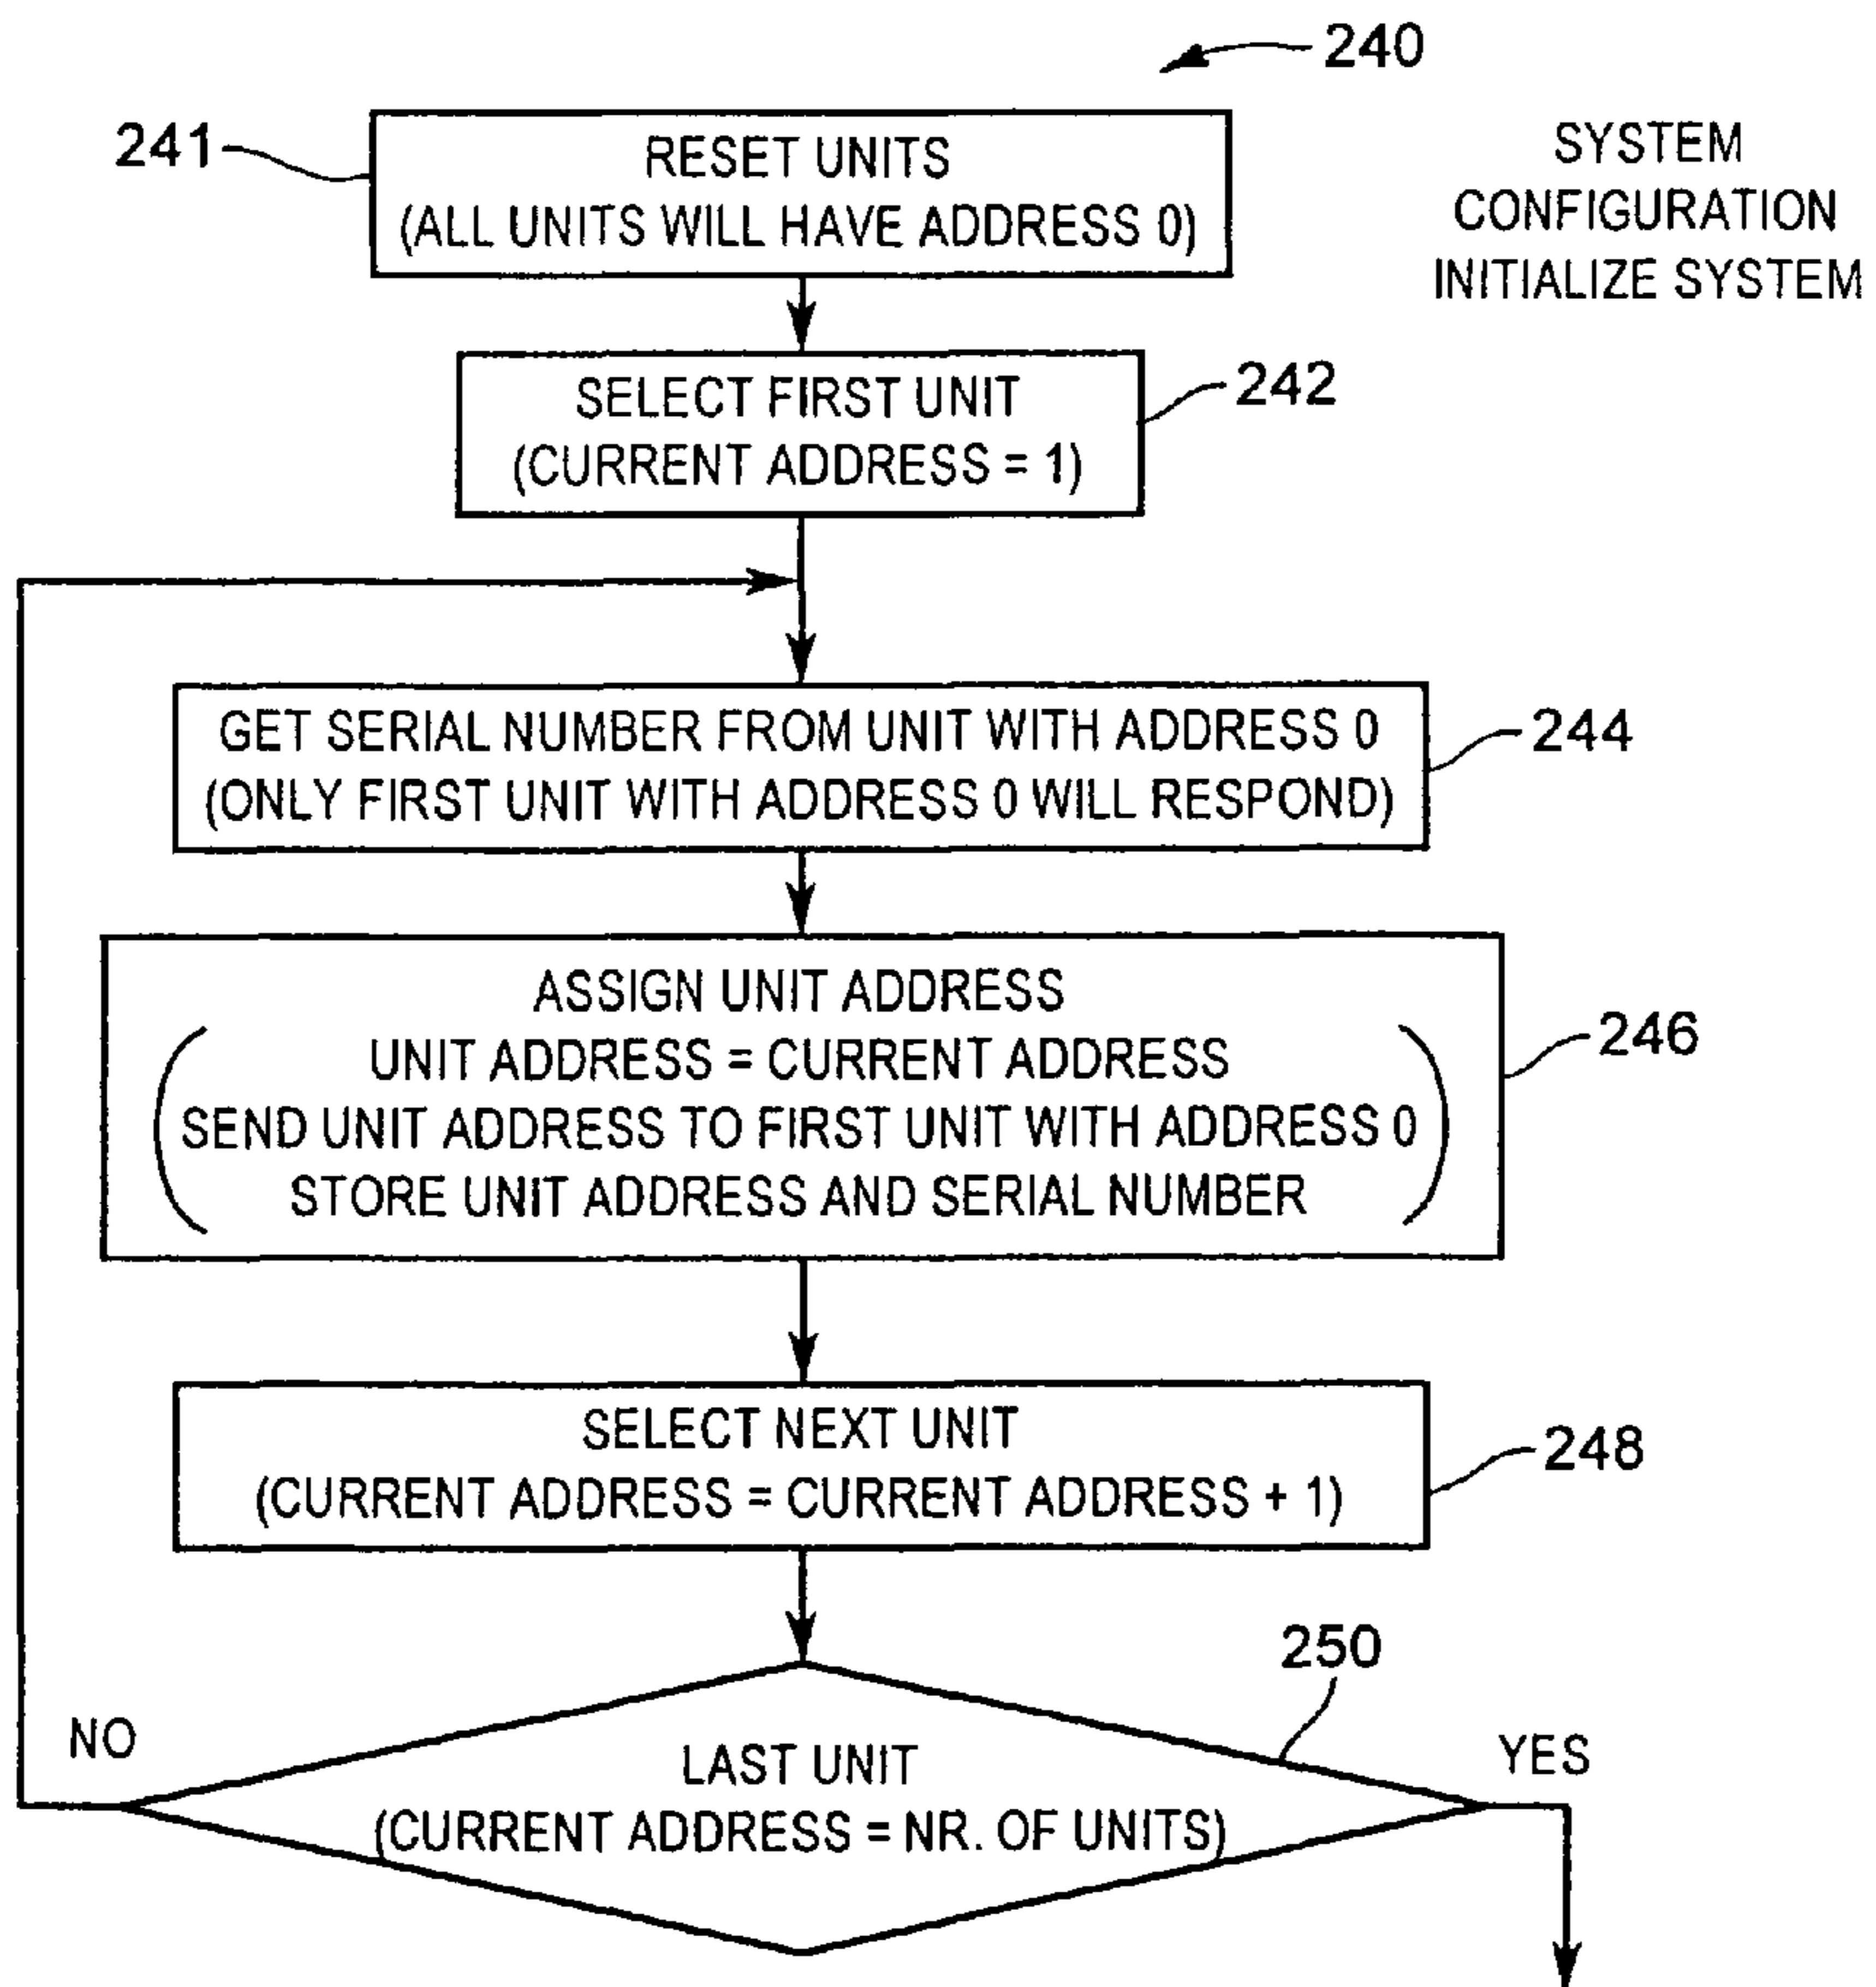 240
241
RESET UNITS
(ALL UNITS WILL HAVE ADDRESS 0)
SYSTEM
CONFIGURATION
INITIALIZE SYSTEM
242
SELECT FIRST UNIT
(CURRENT ADDRESS = 1)
GET SERIAL NUMBER FROM UNIT WITH ADDRESS 0
(ONLY FIRST UNIT WITH ADDRESS 0 WILL RESPOND)
244
ASSIGN UNIT ADDRESS
UNIT ADDRESS = CURRENT ADDRESS
SEND UNIT ADDRESS TO FIRST UNIT WITH ADDRESS 0
STORE UNIT ADDRESS AND SERIAL NUMBER
246
SELECT NEXT UNIT
(CURRENT ADDRESS = CURRENT ADDRESS + 1)
248
250
NO
LAST UNIT
(CURRENT ADDRESS = NR. OF UNITS)
YES